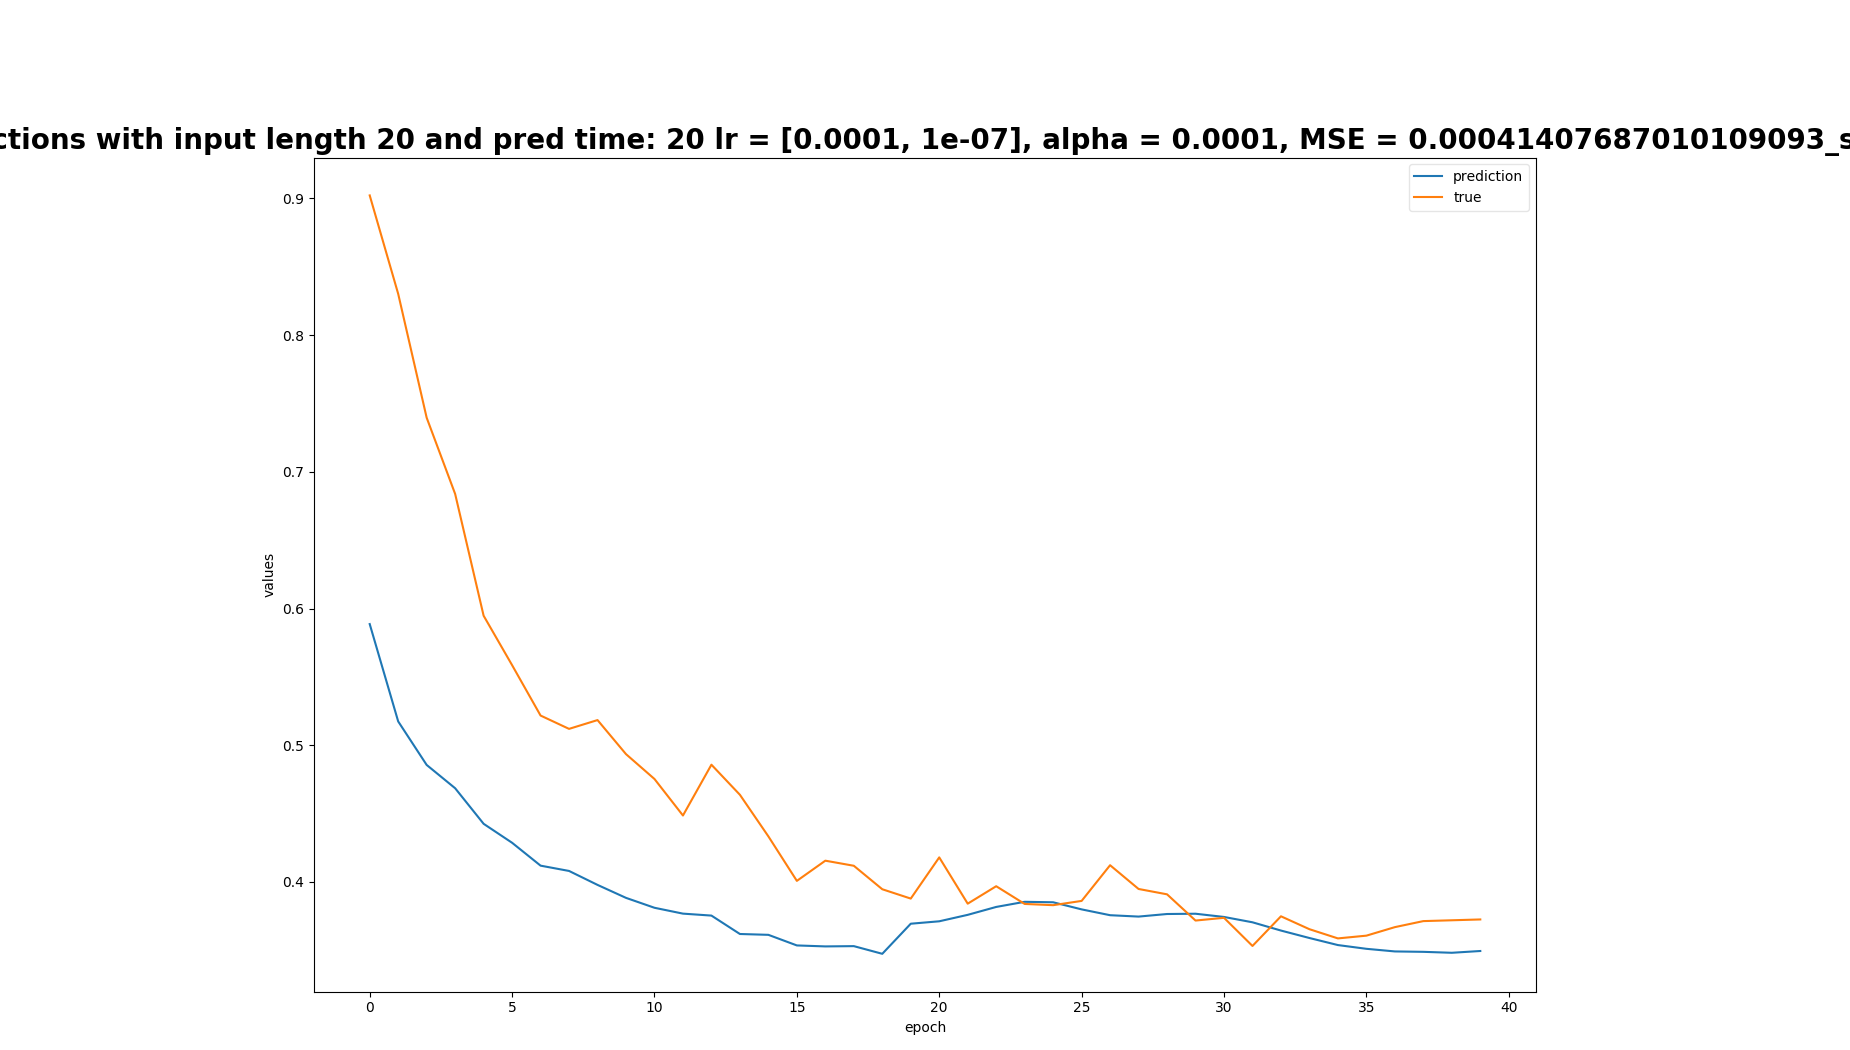 with input length 20 and pred time: 20 lr = [0.0001, 1e-07], alpha = 0.0001, MSE = 0.00041407687010109093_s
prediction
true
0.9
0.8
0.7
0.6
0.5
0.4
values
0 5 10 15 20 25 30 35 40
epoch